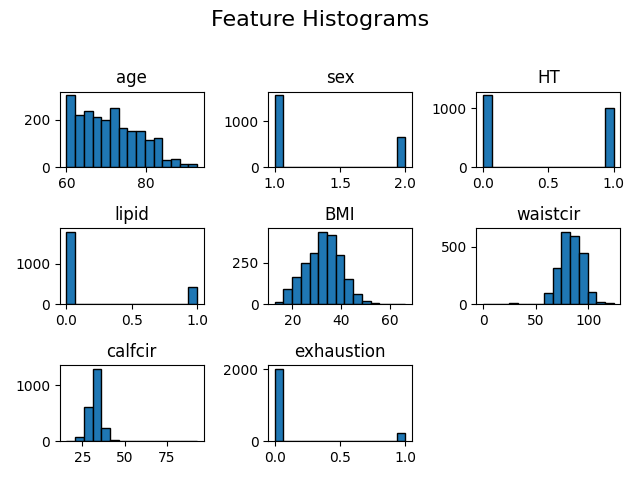 Feature Histograms
age
sex
HT
200
0
60 80
1000
0
1.0 1.5 2.0
1000
0
0.0 0.5 1.0
lipid
BMI
waistcir
1000
0
0.0 0.5 1.0
250
0
20 40 60
500
0
0 50 100
calfcir
exhaustion
1000
0
25 50 75
2000
0
0.0 0.5 1.0